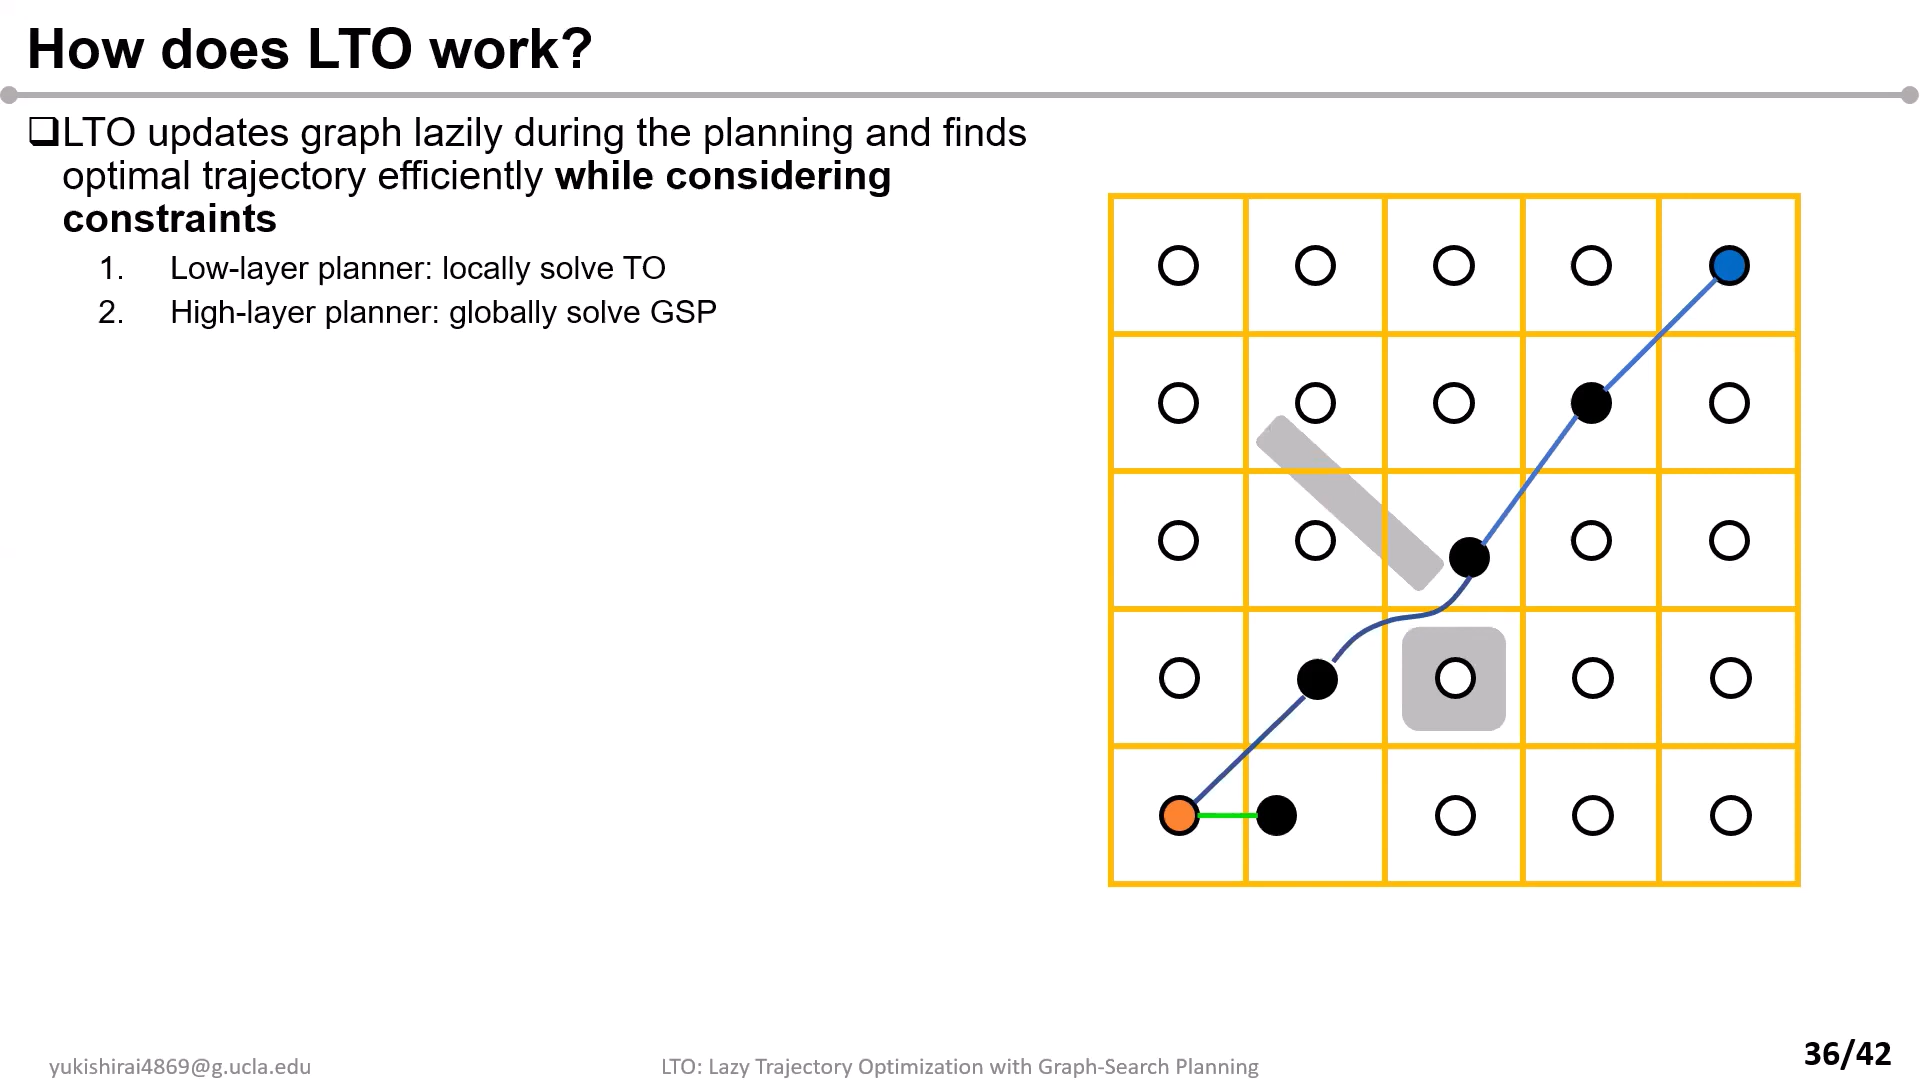 How does LTO work?
❑LTO updates graph lazily during the planning and finds
optimal trajectory efficiently while considering
constraints
1. Low-layer planner: locally solve TO
2. High-layer planner: globally solve GSP
yukishirai4869@g.ucla.edu
LTO: Lazy Trajectory Optimization with Graph-Search Planning
36/42